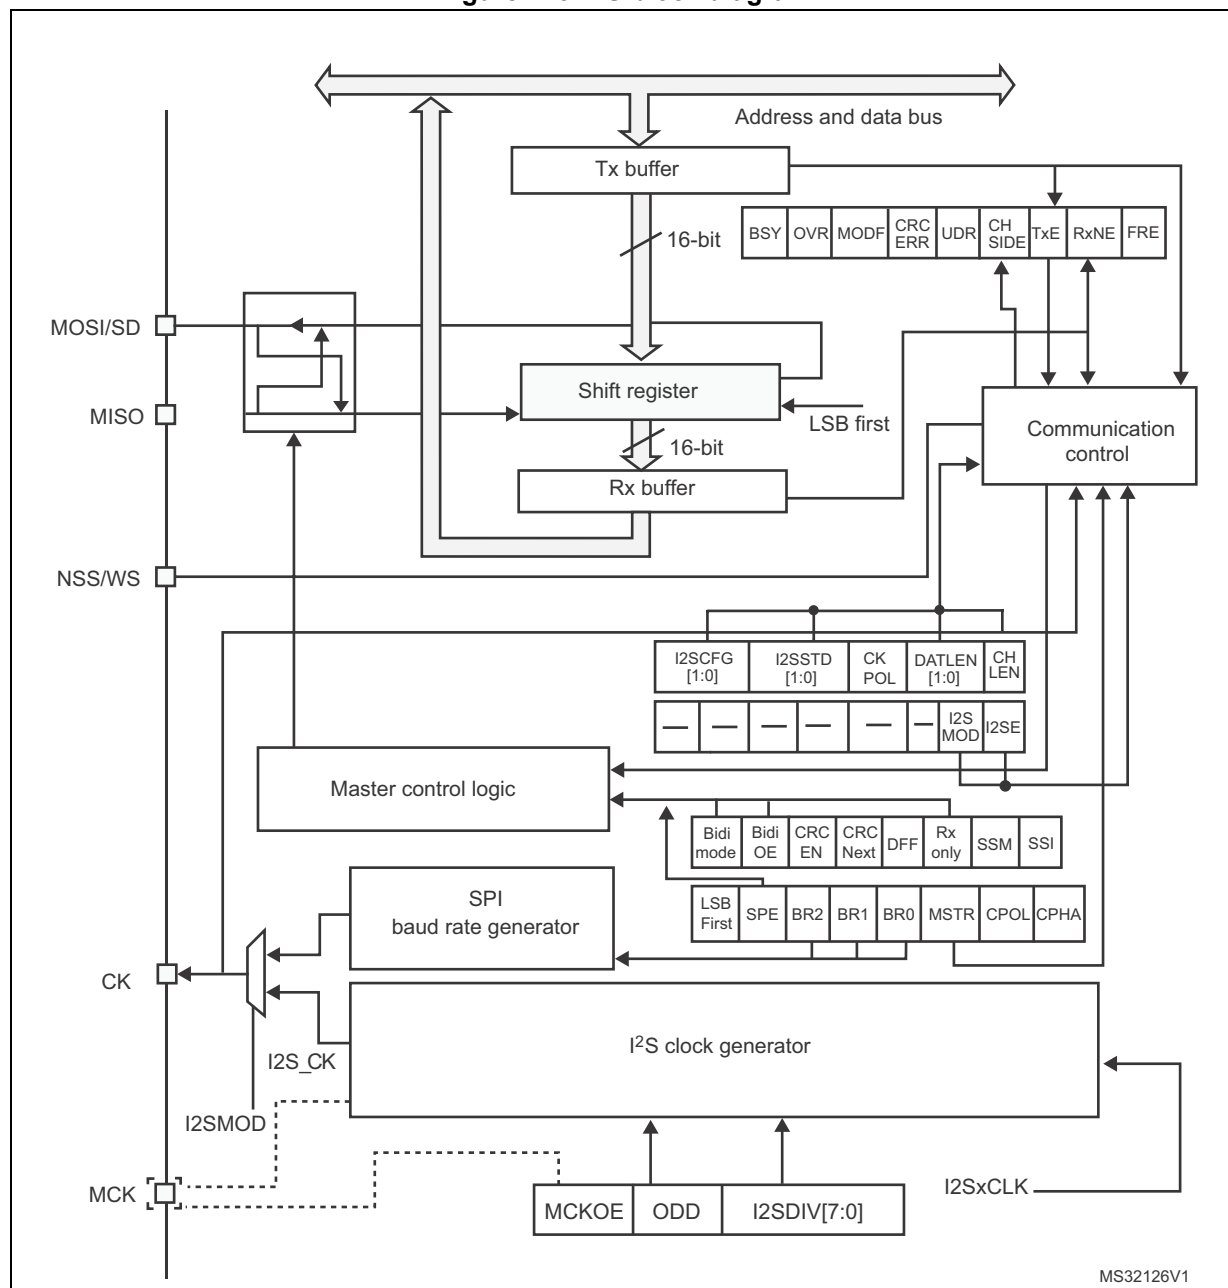 Address and data bus
Tx buffer
16-bit
BSY OVR MODF CRC ERR UDR CH SIDE TxE RxNE FRE
MOSI/SD
Shift register
LSB first
MISO
Communication control
16-bit
Rx buffer
NSS/WS
I2SCFG [1:0] I2SSTD [1:0] CK POL DATLEN [1:0] CH LEN
I2S MOD I2SE
Master control logic
Bidi mode Bidi OE CRC EN CRC Next DFF Rx only SSM SSI
LSB First SPE BR2 BR1 BR0 MSTR CPOL CPHA
SPI
baud rate generator
CK
I²S clock generator
I2S_CK
I2SMOD
MCK
I2SxCLK
MCKOE ODD I2SDIV[7:0]
MS32126V1